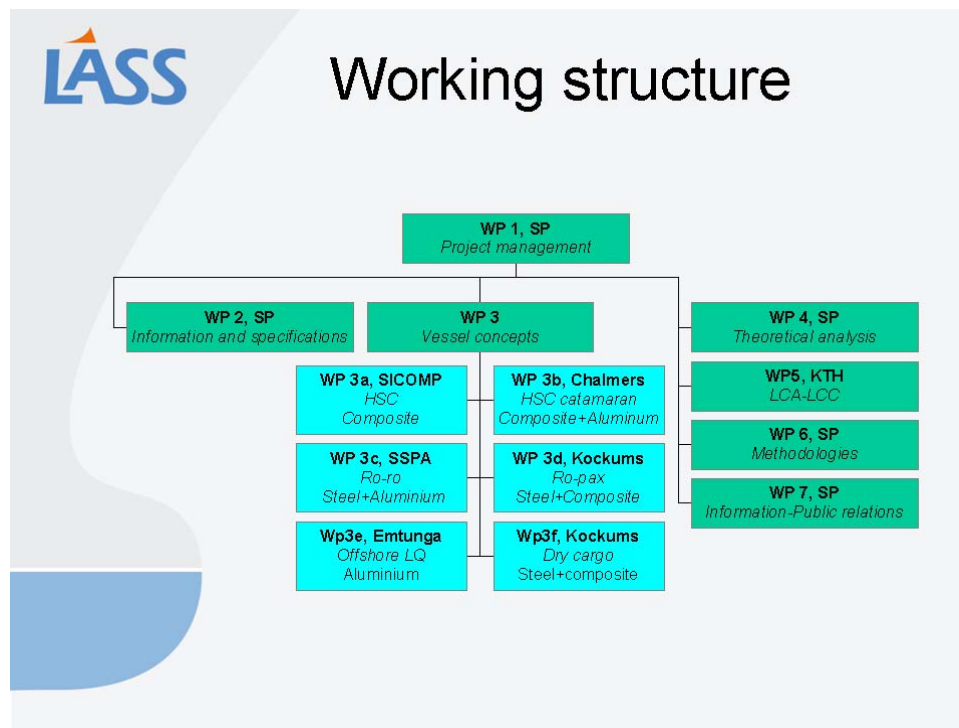 LÄSS
Working structure
WP 1, SP
Project management
WP 2, SP
Information and specifications
WP 3
Vessel concepts
WP 4, SP
Theoretical analysis
WP 3a, SICOMP
HSC
Composite
WP 3b, Chalmers
HSC catamaran
Composite+Aluminum
WP5, KTH
LCA-LCC
WP 3c, SSPA
Ro-ro
Steel+Aluminium
WP 3d, Kockums
Ro-pax
Steel+Composite
WP 6, SP
Methodologies
WP 7, SP
Information-Public relations
Wp3e, Emtunga
Offshore LQ
Aluminium
Wp3f, Kockums
Dry cargo
Steel+composite